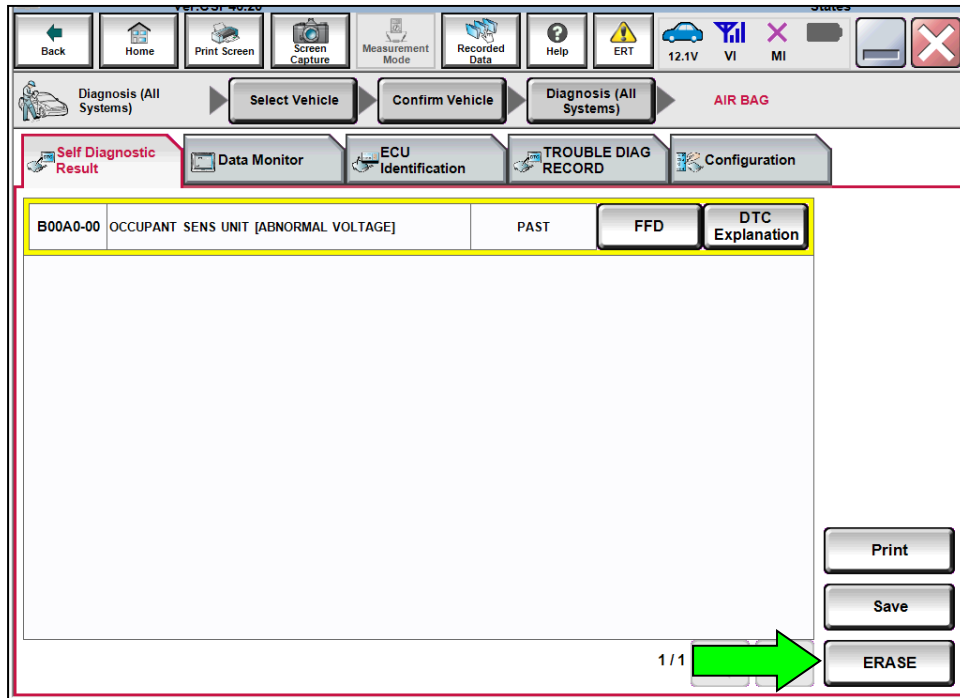 Back
Home
Print Screen
Screen
Capture
Measurement
Mode
Recorded
Data
Help
ERT
12.1V
VI
MI
Diagnosis (All
Systems)
Select Vehicle
Confirm Vehicle
Diagnosis (All
Systems)
AIR BAG
Self Diagnostic
Result
Data Monitor
ECU
Identification
TROUBLE DIAG
RECORD
Configuration
B00A0-00 OCCUPANT SENS UNIT [ABNORMAL VOLTAGE] PAST FFD DTC
Explanation
Print
Save
1 / 1
ERASE